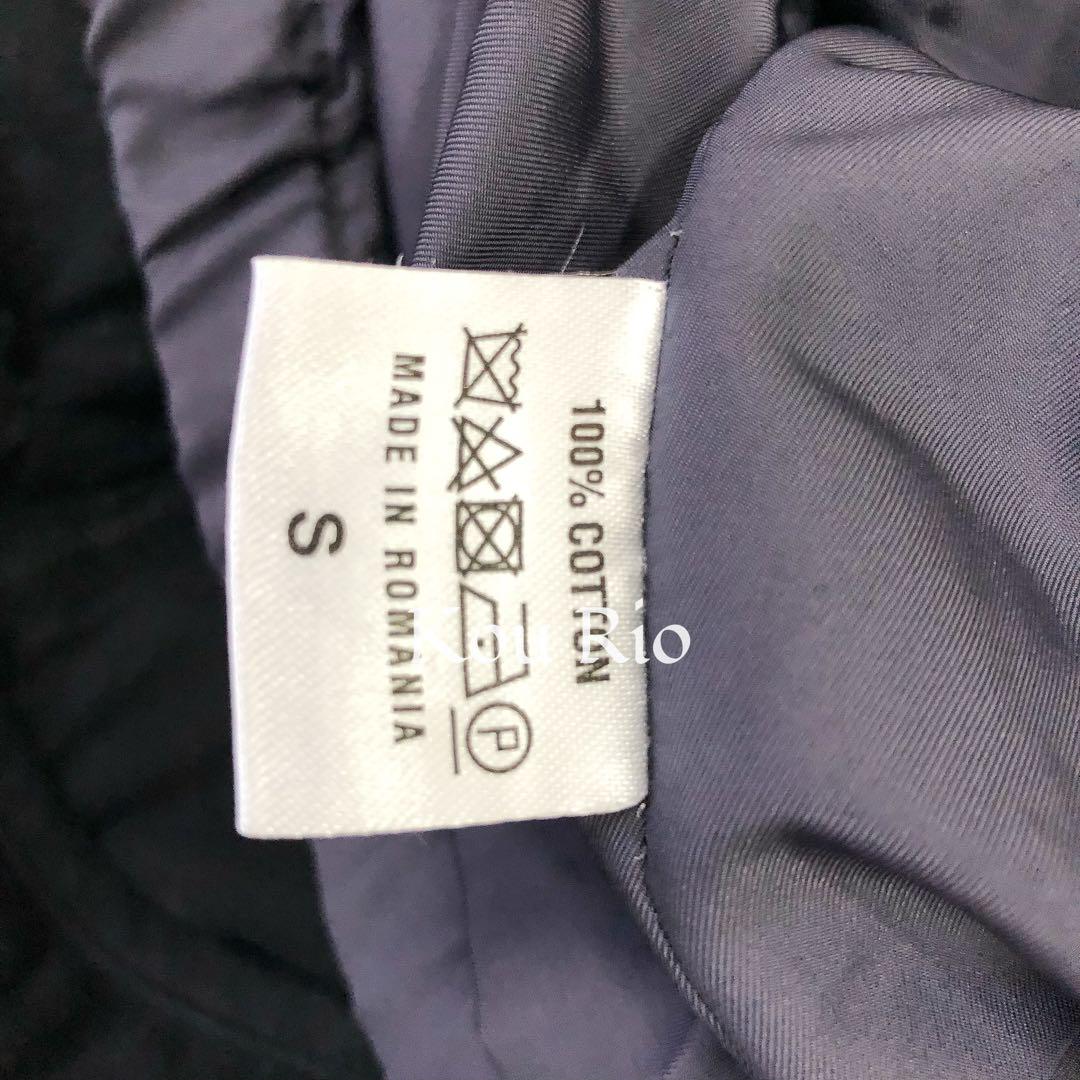 100% COTTON
P
MADE IN ROMANIA
S
Kou Rio